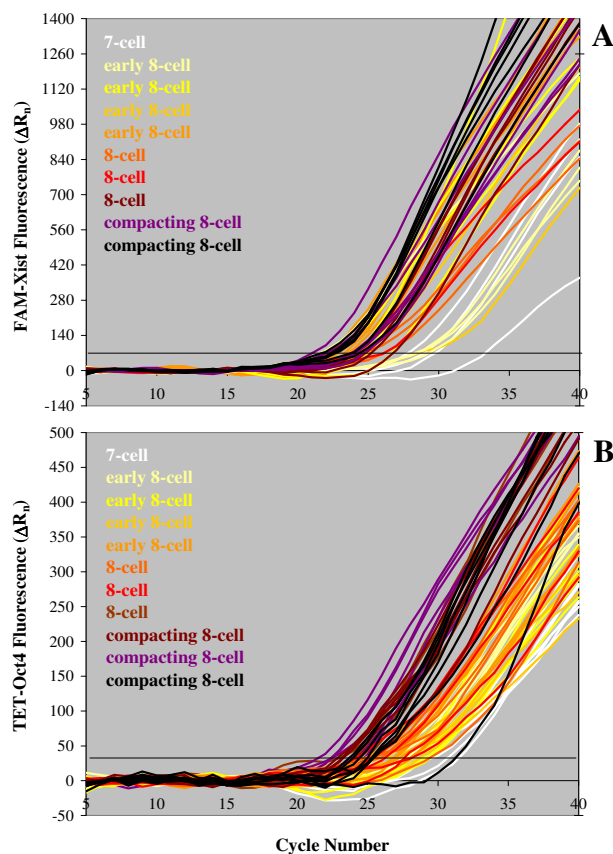 A
1400
1260
1120
980
840
700
560
420
280
140
0
-140
FAM-Xist Fluorescence (ΔRn)
7-cell
early 8-cell
early 8-cell
early 8-cell
early 8-cell
8-cell
8-cell
8-cell
compacting 8-cell
compacting 8-cell
5 10 15 20 25 30 35 40
B
500
450
400
350
300
250
200
150
100
50
0
-50
TET-Oct4 Fluorescence (ΔRn)
7-cell
early 8-cell
early 8-cell
early 8-cell
early 8-cell
8-cell
8-cell
8-cell
compacting 8-cell
compacting 8-cell
compacting 8-cell
5 10 15 20 25 30 35 40
Cycle Number